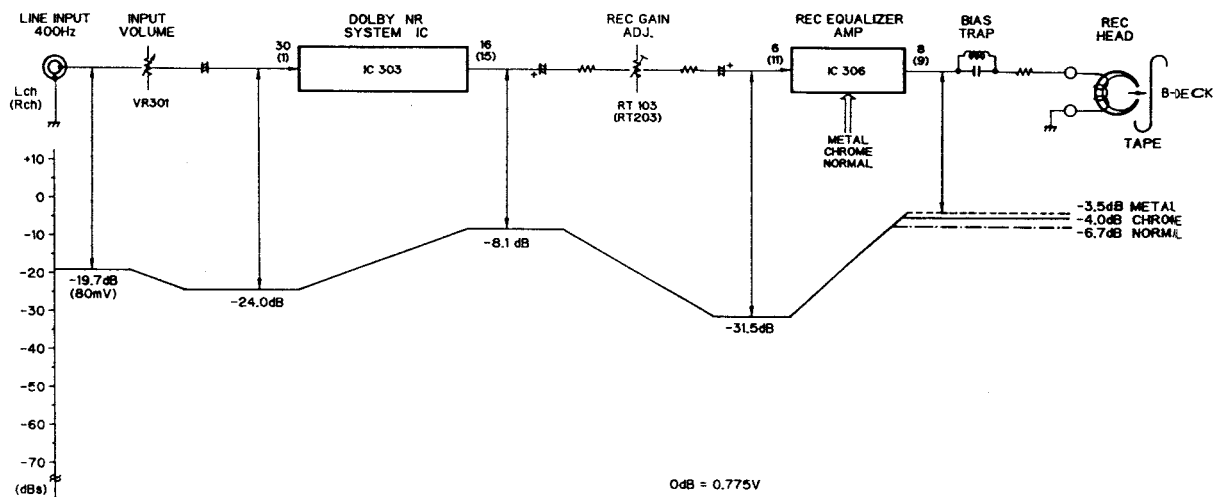 LINE INPUT
400Hz
INPUT
VOLUME
DOLBY NR
SYSTEM IC
REC GAIN
ADJ.
REC EQUALIZER
AMP
BIAS
TRAP
REC
HEAD
30
(1)
16
(15)
6
(11)
8
(9)
IC 303
IC 306
Lch
(Rch)
VR301
+
+
RT 103
(RT203)
METAL
CHROME
NORMAL
B-DECK
TAPE
+10
0
-10
-20
-30
-40
-50
-60
-70
(dBs)
-19.7dB
(80mV)
-24.0dB
-8.1 dB
-31.5dB
-3.5dB METAL
-4.0dB CHROME
-6.7dB NORMAL
0dB = 0.775V